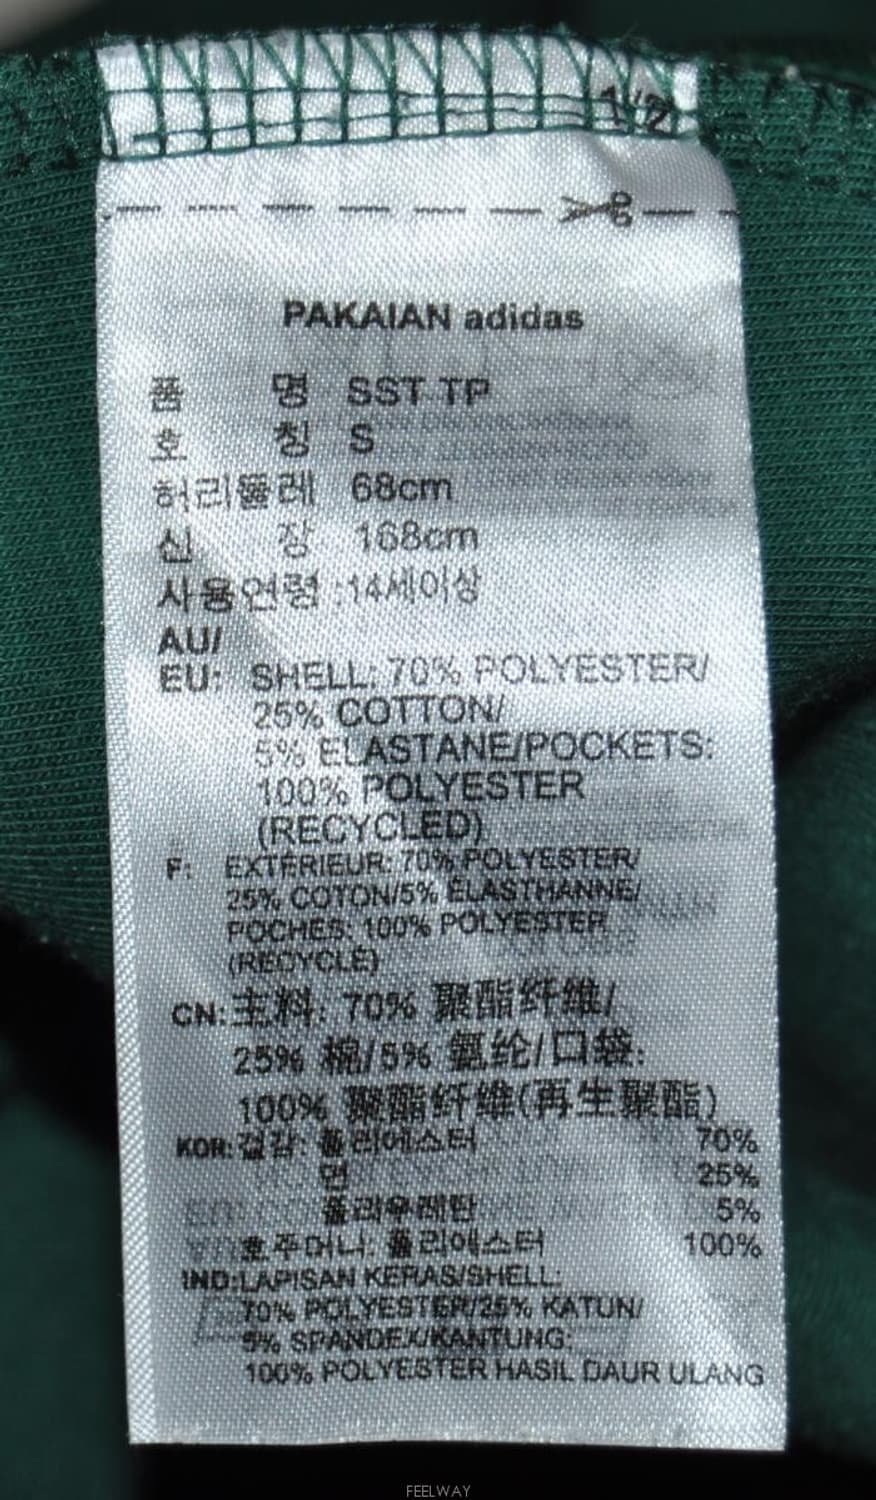 1/2
PAKAIAN adidas
품 명 SST TP
호 칭 S
허리둘레 68cm
신 장 168cm
사용연령 :14세이상
AU/
EU: SHELL: 70% POLYESTER/
25% COTTON/
5% ELASTANE/POCKETS:
100% POLYESTER
(RECYCLED)
F: EXTÉRIEUR: 70% POLYESTER/
25% COTON/5% ÉLASTHANNE/
POCHES: 100% POLYESTER
(RECYCLÉ)
CN:主料: 70% 聚酯纤维/
25% 棉/5% 氨纶/口袋:
100% 聚酯纤维(再生聚酯)
KOR:겉감: 폴리에스터 70%
면 25%
폴리우레탄 5%
호주머니: 폴리에스터 100%
IND:LAPISAN KERAS/SHELL:
70% POLYESTER/25% KATUN/
5% SPANDEX/KANTUNG:
100% POLYESTER HASIL DAUR ULANG
FEELWAY